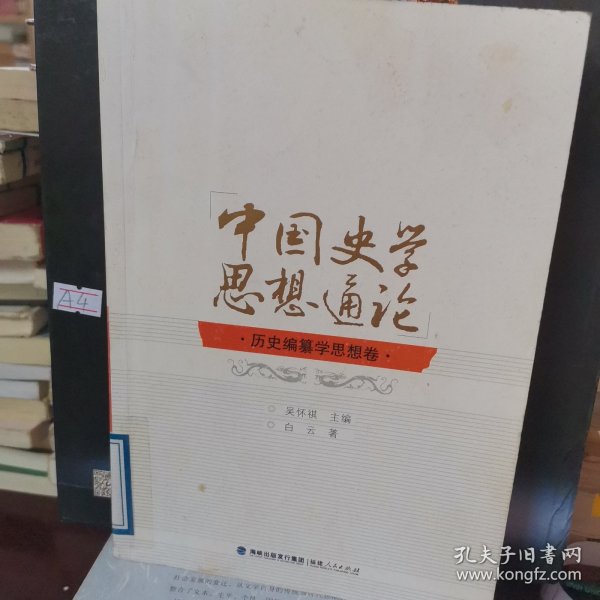 「中国史学
思想通论」
·历史编纂学思想卷·
吴怀祺 主编
白云 著
海峡出版发行集团 | 福建人民出版社
A4
孔夫子旧书网
www.kongfz.com